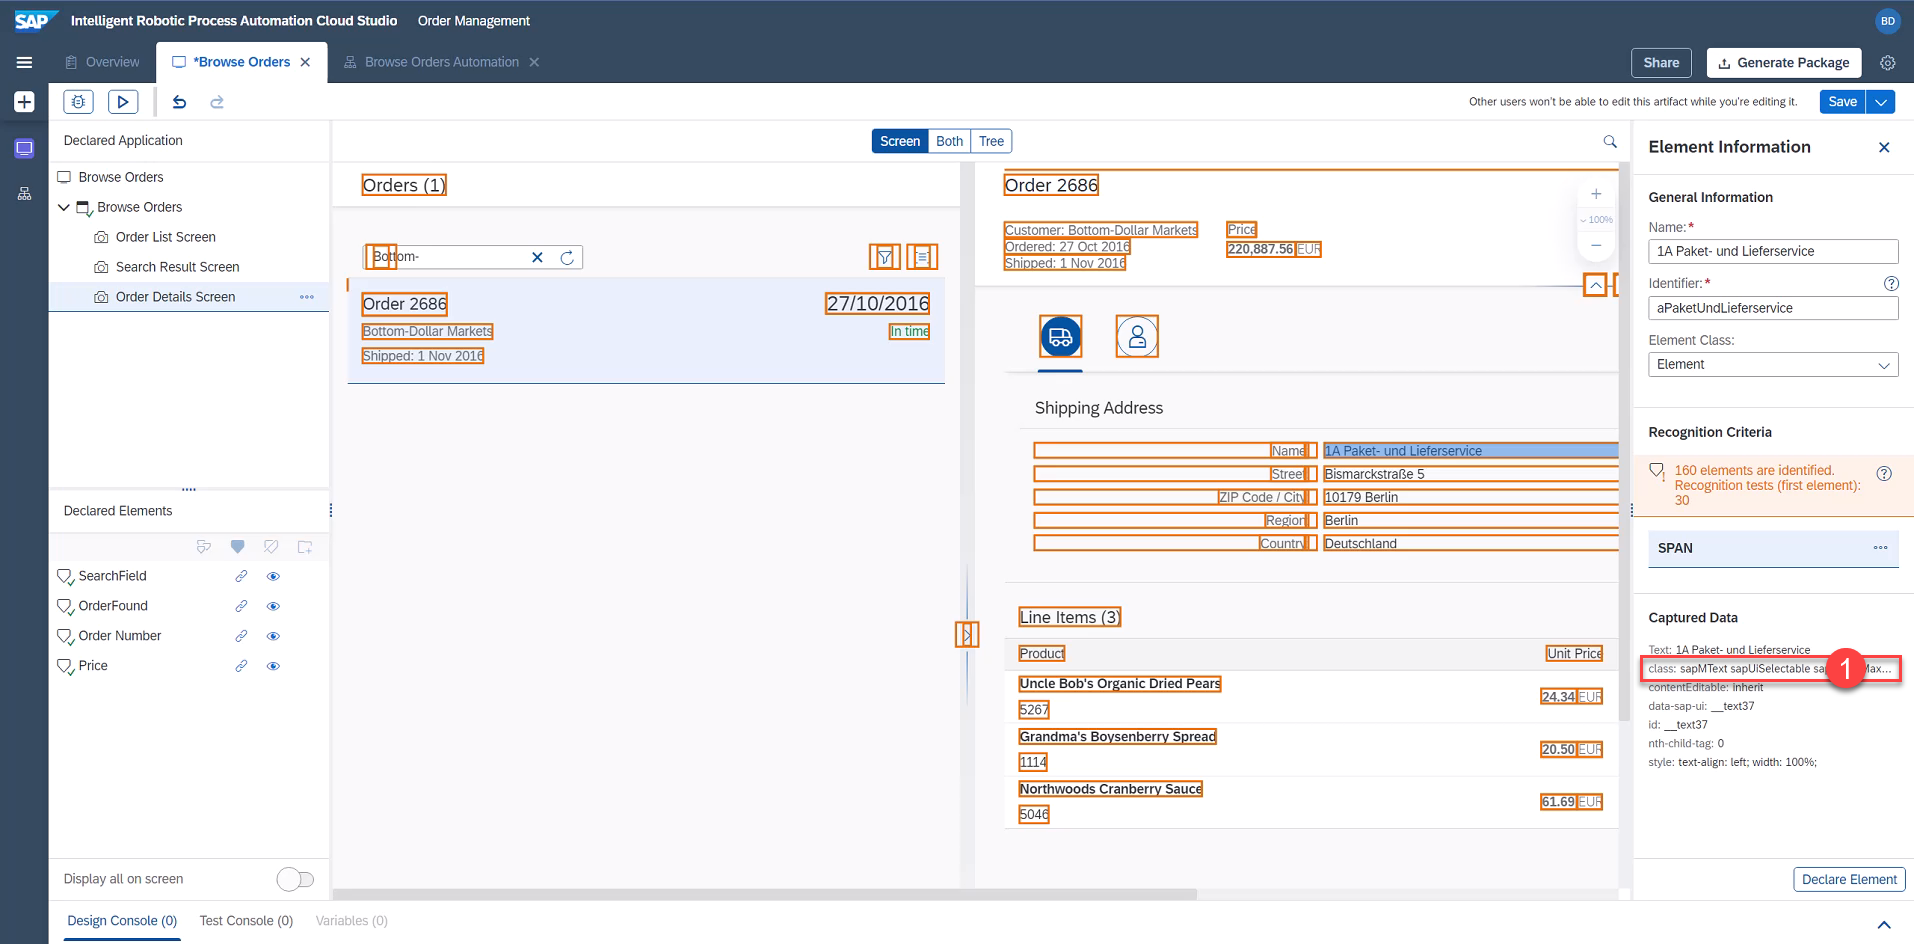 SAP Intelligent Robotic Process Automation Cloud Studio Order Management BD
Overview *Browse Orders Browse Orders Automation Share Generate Package
Other users won't be able to edit this artifact while you're editing it. Save
Declared Application
Browse Orders
Browse Orders
Order List Screen
Search Result Screen
Order Details Screen
Declared Elements
SearchField
OrderFound
Order Number
Price
Display all on screen
Screen Both Tree
Orders (1)
Bottom-
Order 2686 27/10/2016
Bottom-Dollar Markets In time
Shipped: 1 Nov 2016
Order 2686
100%
Customer: Bottom-Dollar Markets Price
Ordered: 27 Oct 2016 220,887.56 EUR
Shipped: 1 Nov 2016
Shipping Address
Name 1A Paket- und Lieferservice
Street Bismarckstraße 5
ZIP Code / City 10179 Berlin
Region Berlin
Country Deutschland
Line Items (3)
Product Unit Price
Uncle Bob's Organic Dried Pears
24.34 EUR
5267
Grandma's Boysenberry Spread
20.50 EUR
1114
Northwoods Cranberry Sauce
61.69 EUR
5046
Element Information
General Information
Name:*
1A Paket- und Lieferservice
Identifier:*
aPaketUndLieferservice
Element Class:
Element
Recognition Criteria
160 elements are identified.
Recognition tests (first element):
30
SPAN
Captured Data
Text: 1A Paket- und Lieferservice
class: sapMText sapUiSelectable sap 1 Max...
contentEditable: inherit
data-sap-ui: __text37
id: __text37
nth-child-tag: 0
style: text-align: left; width: 100%;
Declare Element
Design Console (0) Test Console (0) Variables (0)